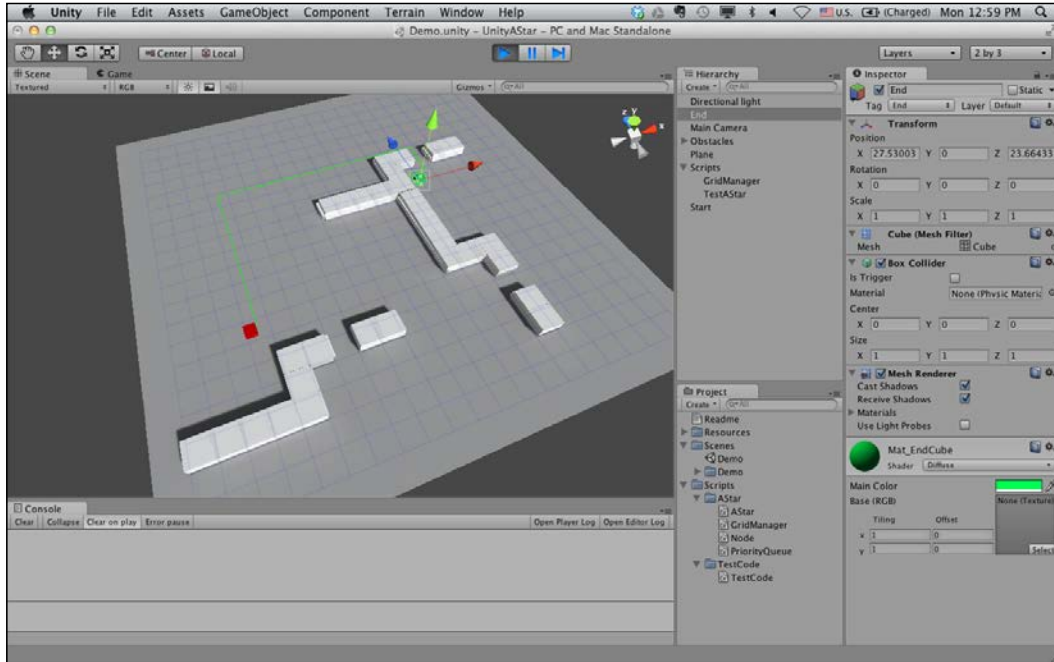 Unity File Edit Assets GameObject Component Terrain Window Help U.S. (Charged) Mon 12:59 PM
Demo.unity – UnityAStar – PC and Mac Standalone
Center Local Layers 2 by 3
Scene Game
Textured RGB Gizmos All
Console
Clear Collapse Clear on play Error pause Open Player Log Open Editor Log
Hierarchy
Create All
Directional light
End
Main Camera
Obstacles
Plane
Scripts
GridManager
TestAStar
Start
Project
Create All
Readme
Resources
Scenes
Demo
Demo
Scripts
AStar
AStar
GridManager
Node
PriorityQueue
TestCode
TestCode
Inspector
End Static
Tag End Layer Default
Transform
Position
X 27.53003 Y 0 Z 23.66433
Rotation
X 0 Y 0 Z 0
Scale
X 1 Y 1 Z 1
Cube (Mesh Filter)
Mesh Cube
Box Collider
Is Trigger
Material None (Physic Materic
Center
X 0 Y 0 Z 0
Size
X 1 Y 1 Z 1
Mesh Renderer
Cast Shadows
Receive Shadows
Materials
Use Light Probes
Mat_EndCube
Shader Diffuse
Main Color
Base (RGB) None (Texture)
Tiling Offset
x 1 0
y 1 0 Select
z y x